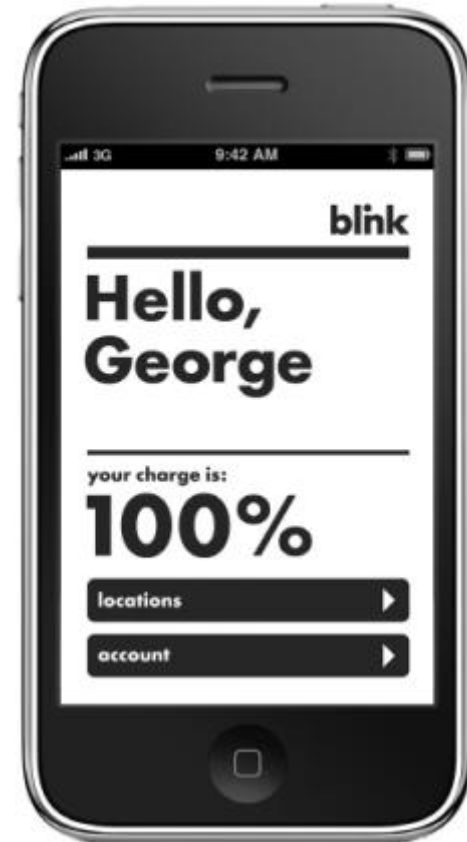 3G 9:42 AM
blink
Hello,
George
your charge is:
100%
locations
account